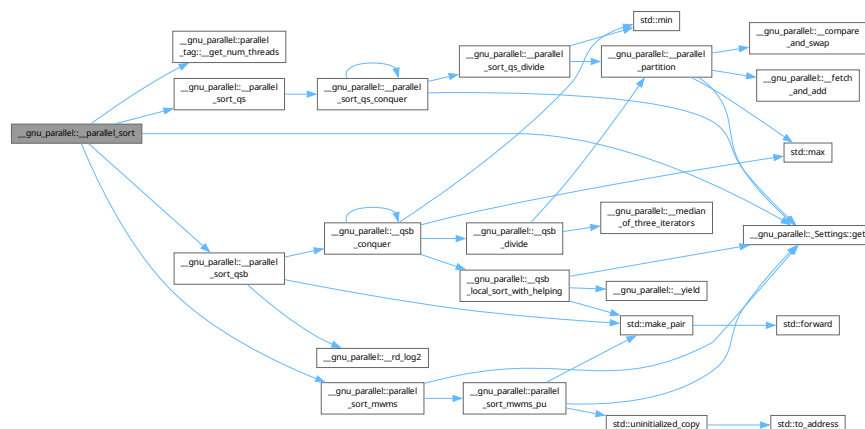 std::min
__gnu_parallel::parallel
_tag::__get_num_threads
__gnu_parallel::__parallel
_sort_qs_divide
__gnu_parallel::__parallel
_partition
__gnu_parallel::__compare
_and_swap
__gnu_parallel::__fetch
_and_add
__gnu_parallel::__parallel
_sort_qs
__gnu_parallel::__parallel
_sort_qs_conquer
__gnu_parallel::__parallel_sort
std::max
__gnu_parallel::__median
_of_three_iterators
__gnu_parallel::__qsb
_conquer
__gnu_parallel::__qsb
_divide
__gnu_parallel::_Settings::get
__gnu_parallel::__parallel
_sort_qsb
__gnu_parallel::__qsb
_local_sort_with_helping
__gnu_parallel::__yield
std::make_pair
std::forward
__gnu_parallel::__rd_log2
__gnu_parallel::parallel
_sort_mwms
__gnu_parallel::parallel
_sort_mwms_pu
std::uninitialized_copy
std::to_address